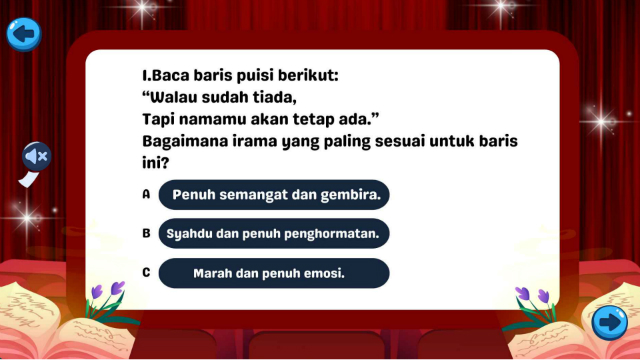 1.Baca baris puisi berikut:
“Walau sudah tiada,
Tapi namamu akan tetap ada.”
Bagaimana irama yang paling sesuai untuk baris
ini?
A Penuh semangat dan gembira.
B Syahdu dan penuh penghormatan.
C Marah dan penuh emosi.